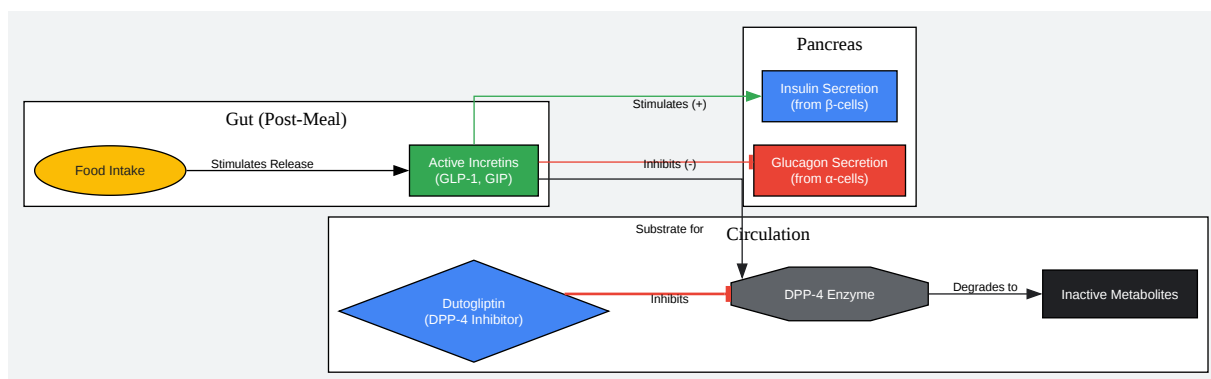 Pancreas
Insulin Secretion
(from β-cells)
Stimulates (+)
Gut (Post-Meal)
Food Intake
Stimulates Release
Active Incretins
(GLP-1, GIP)
Inhibits (-)
Glucagon Secretion
(from α-cells)
Substrate for
Circulation
Dutogliptin
(DPP-4 Inhibitor)
Inhibits
DPP-4 Enzyme
Degrades to
Inactive Metabolites